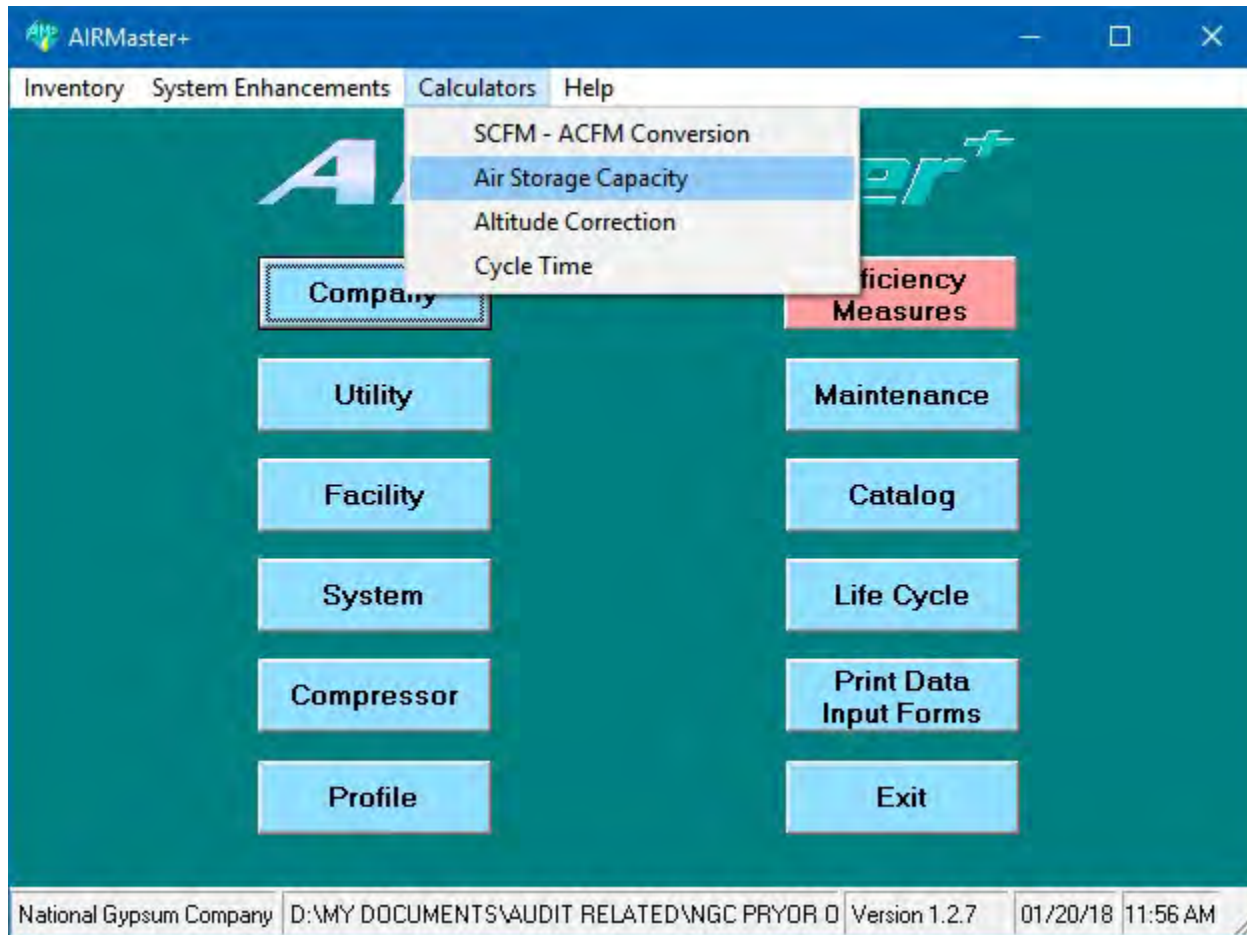 AIRMaster+
Inventory System Enhancements Calculators Help
SCFM - ACFM Conversion
Air Storage Capacity
Altitude Correction
Cycle Time
Company
Measures
Utility
Maintenance
Facility
Catalog
System
Life Cycle
Compressor
Print Data
Input Forms
Profile
Exit
National Gypsum Company D:\MY DOCUMENTS\AUDIT RELATED\NGC PRYOR O Version 1.2.7 01/20/18 11:56 AM